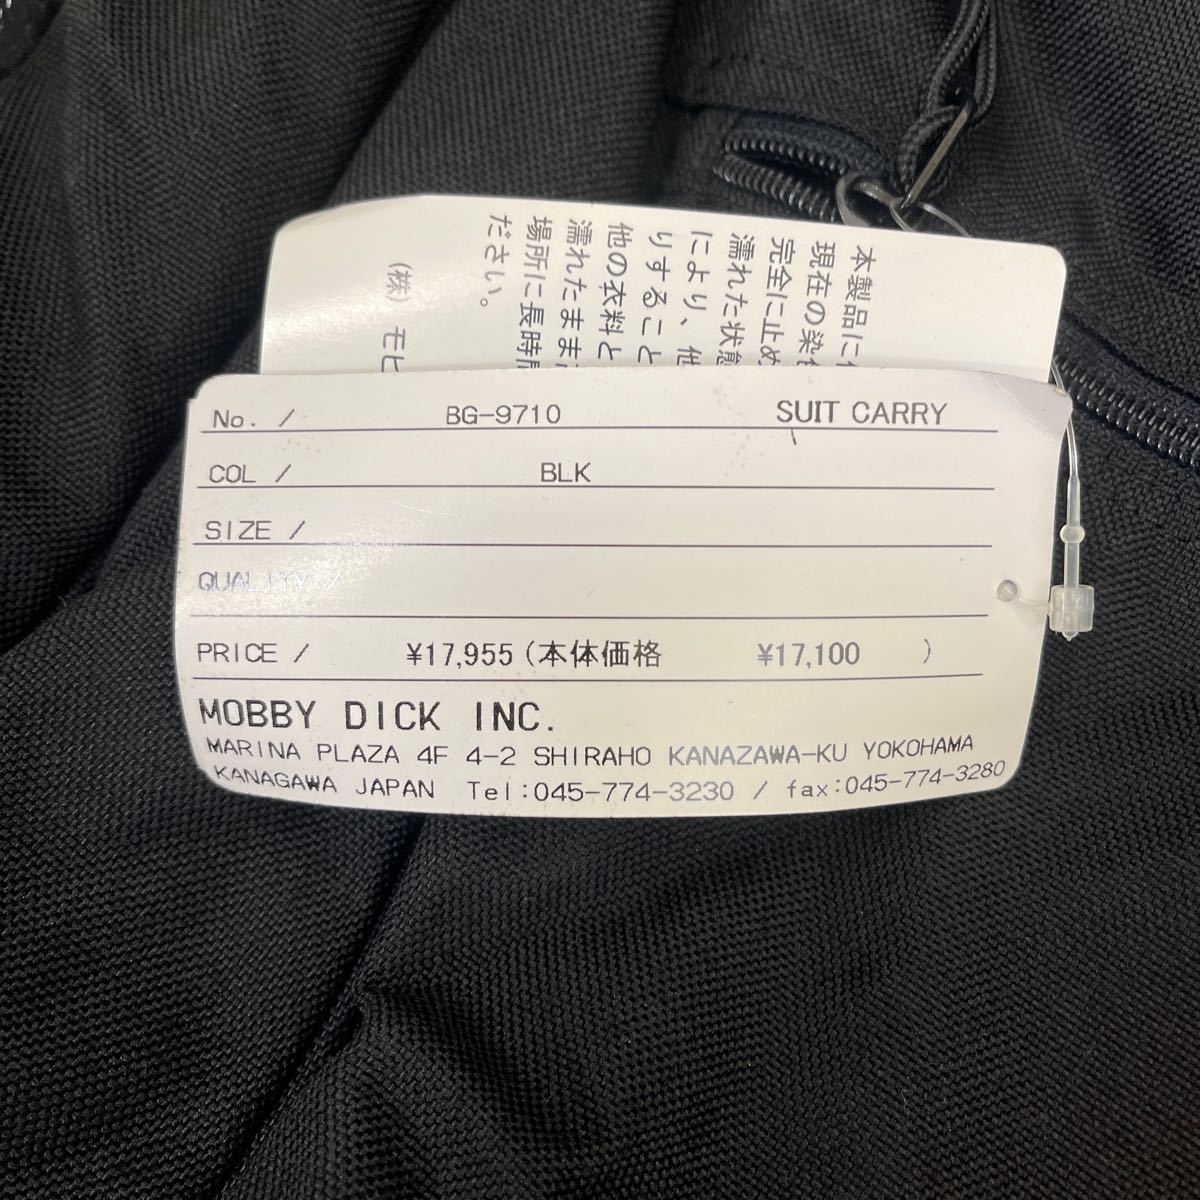 本製品に
現在の染
完全に止め
濡れた状態
により、他
りすること
他の衣料と
濡れたまま
場所に長時
ださい。
(株) モビ
No. / BG-9710 SUIT CARRY
COL / BLK
SIZE /
QUALITY /
PRICE / ¥17,955 (本体価格 ¥17,100 )
MOBBY DICK INC.
MARINA PLAZA 4F 4-2 SHIRAHO KANAZAWA-KU YOKOHAMA
KANAGAWA JAPAN Tel:045-774-3230 / fax:045-774-3280